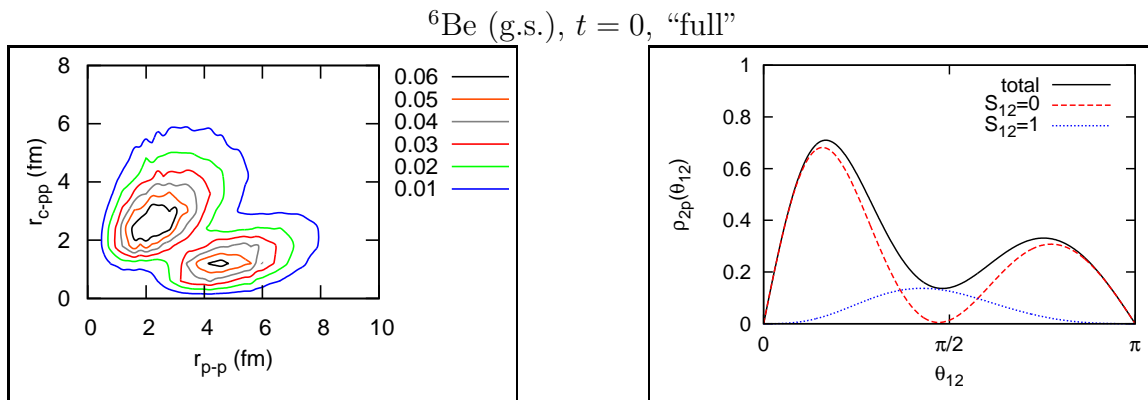 ⁶Be (g.s.), t = 0, “full”
8
6
4
2
0
r_c-pp (fm)
0 2 4 6 8 10
r_p-p (fm)
0.06
0.05
0.04
0.03
0.02
0.01
1
0.8
0.6
0.4
0.2
0
ρ_2p(θ_12)
total
S_12=0
S_12=1
0 π/2 π
θ_12